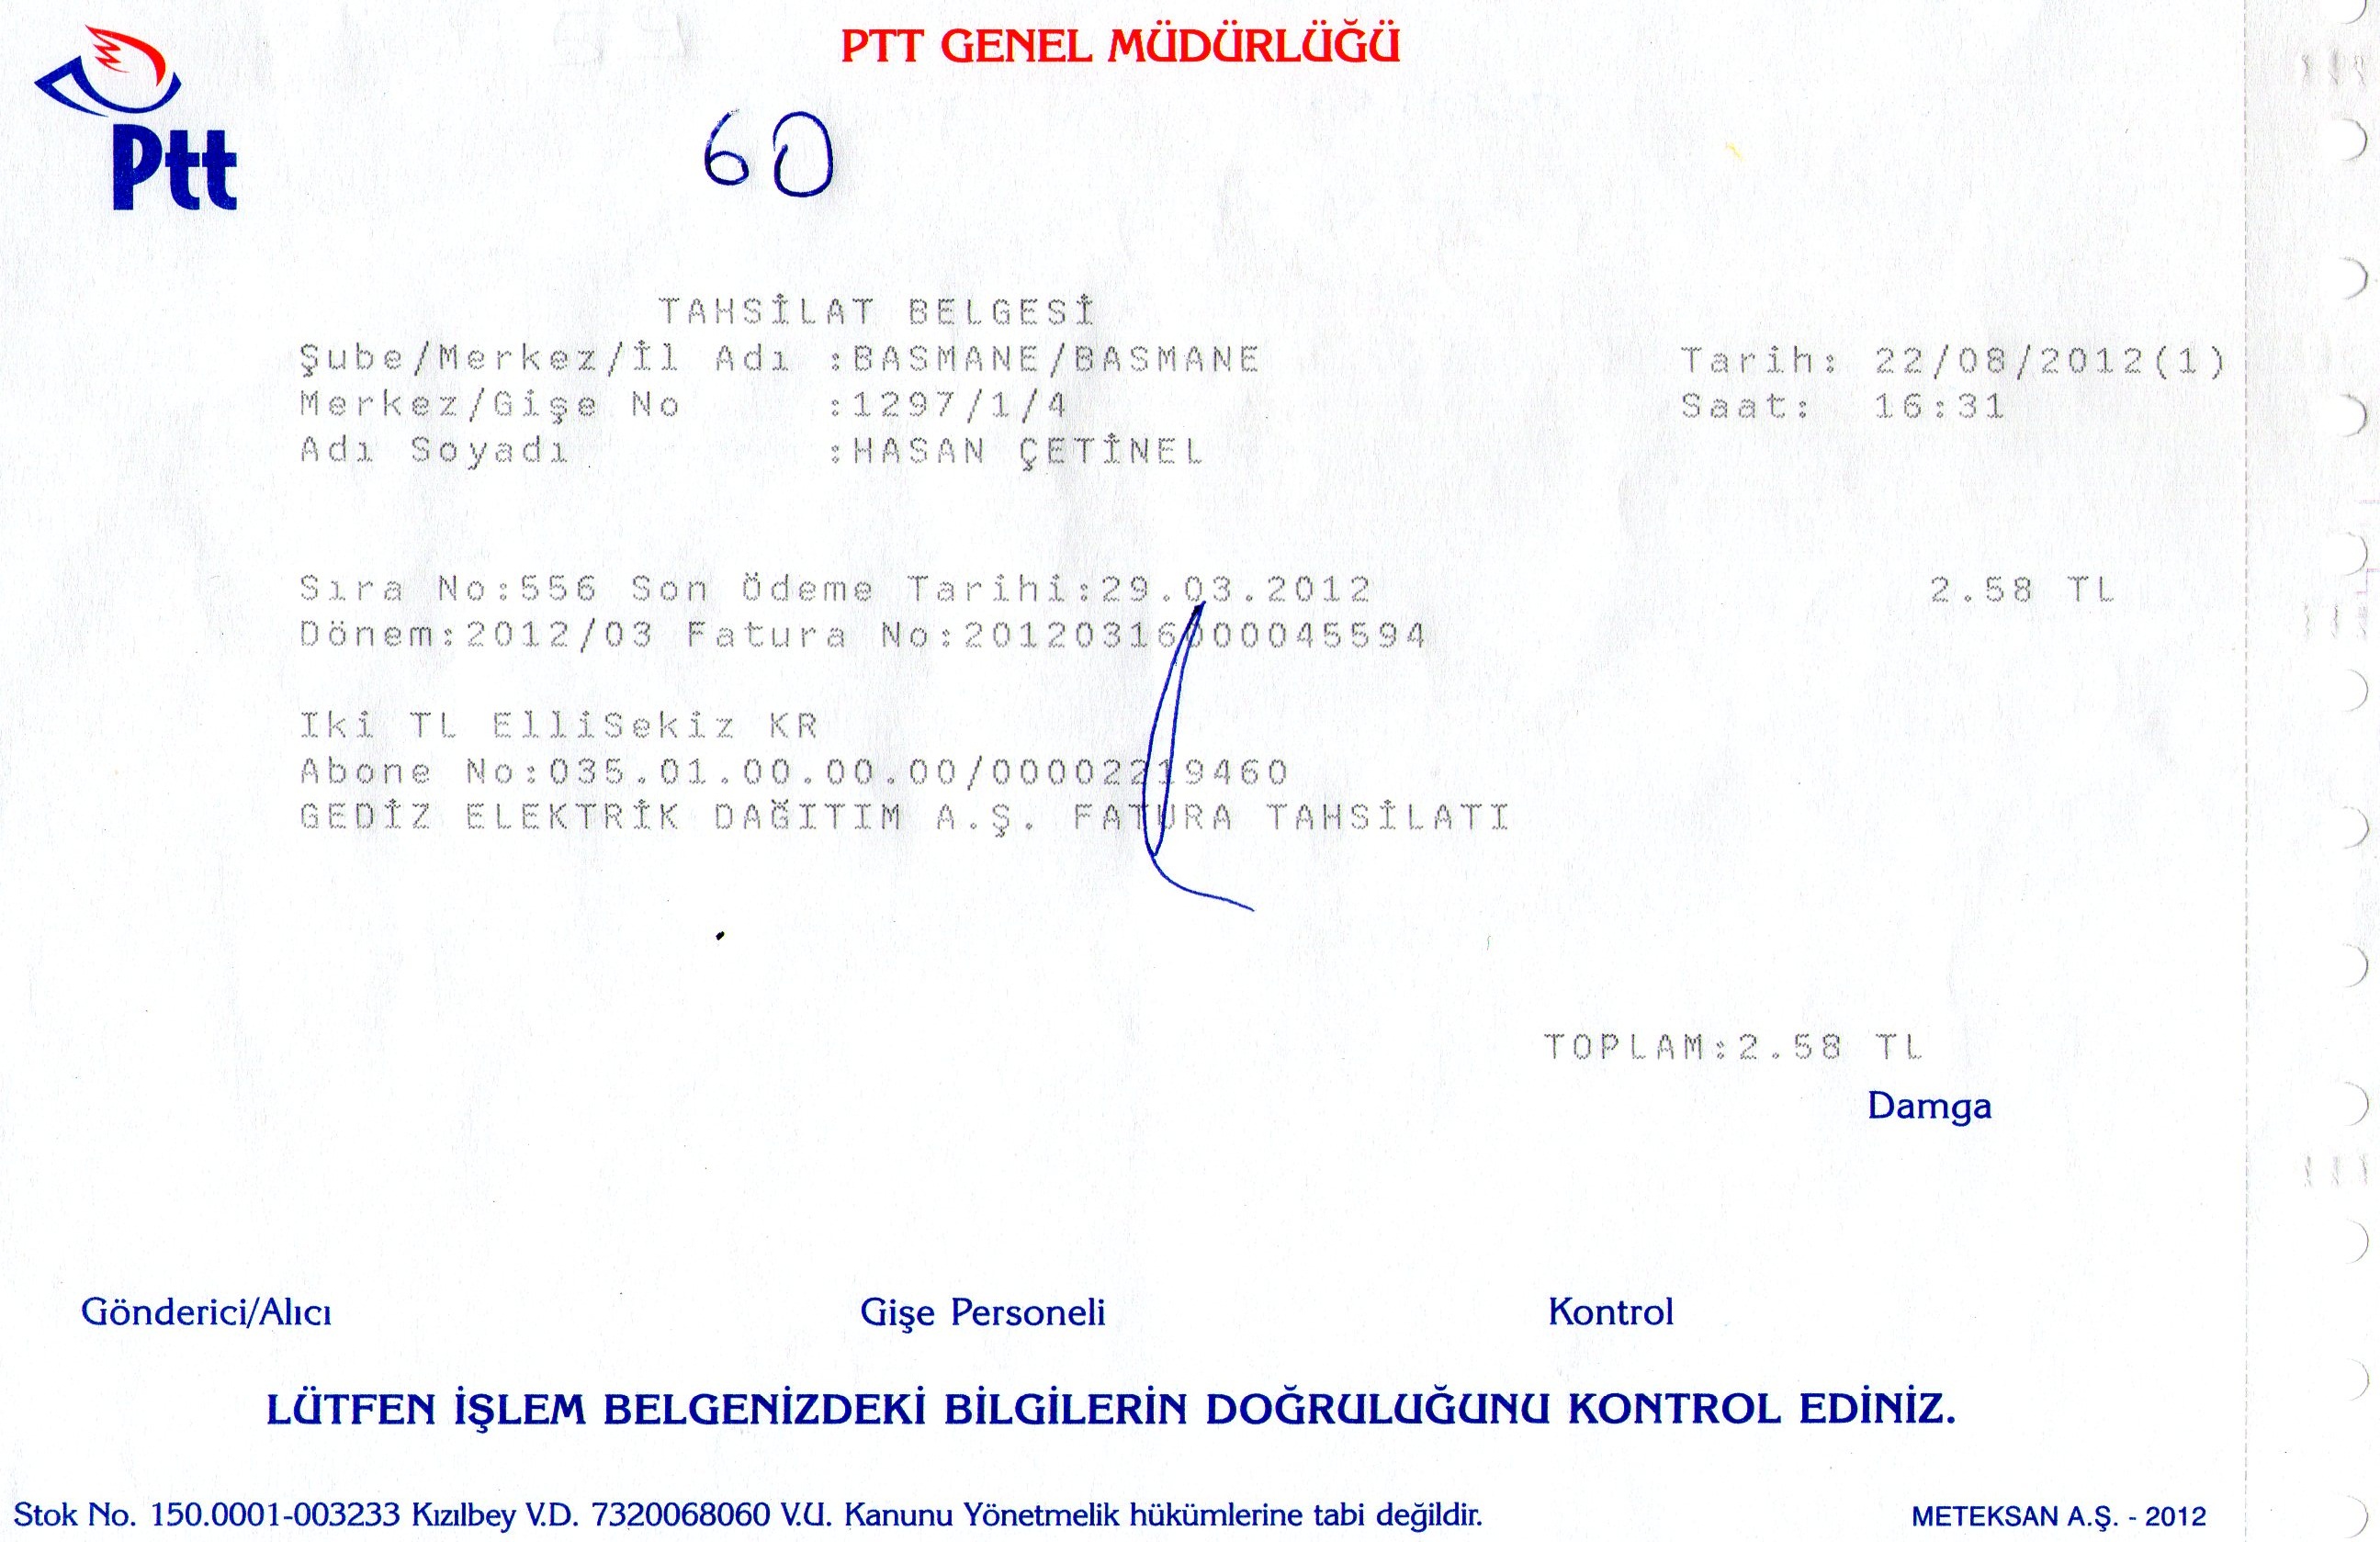 PTT GENEL MÜDÜRLÜĞÜ
Ptt
60
TAHSİLAT BELGESİ
Şube/Merkez/İl Adı :BASMANE/BASMANE Tarih: 22/08/2012(1)
Merkez/Gişe No :1297/1/4 Saat: 16:31
Adı Soyadı :HASAN ÇETİNEL
Sıra No:556 Son Ödeme Tarihi:29.03.2012 2.58 TL
Dönem:2012/03 Fatura No:20120316000045594
Iki TL ElliSekiz KR
Abone No:035.01.00.00.00/00002219460
GEDİZ ELEKTRİK DAĞITIM A.Ş. FATURA TAHSİLATI
TOPLAM:2.58 TL
Damga
Gönderici/Alıcı Gişe Personeli Kontrol
LÜTFEN İŞLEM BELGENİZDEKİ BİLGİLERİN DOĞRULUĞUNU KONTROL EDİNİZ.
Stok No. 150.0001-003233 Kızılbey V.D. 7320068060 V.U. Kanunu Yönetmelik hükümlerine tabi değildir. METEKSAN A.Ş. - 2012